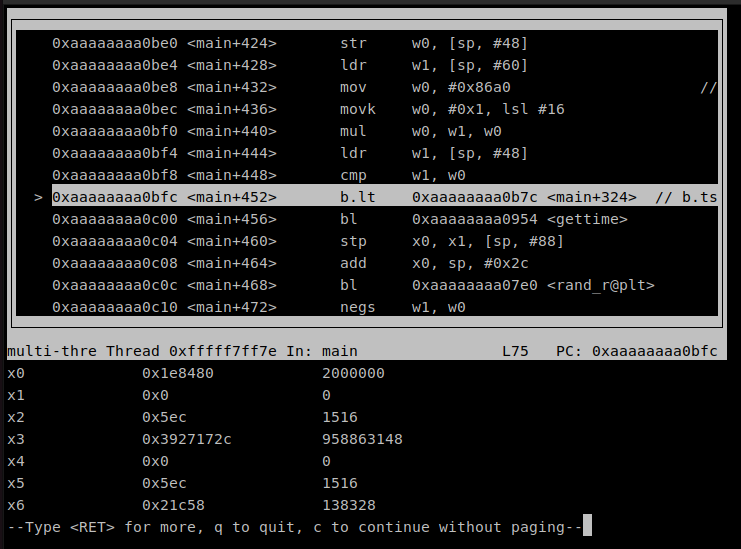 0xaaaaaaaa0be0 <main+424> str w0, [sp, #48]
0xaaaaaaaa0be4 <main+428> ldr w1, [sp, #60]
0xaaaaaaaa0be8 <main+432> mov w0, #0x86a0 //
0xaaaaaaaa0bec <main+436> movk w0, #0x1, lsl #16
0xaaaaaaaa0bf0 <main+440> mul w0, w1, w0
0xaaaaaaaa0bf4 <main+444> ldr w1, [sp, #48]
0xaaaaaaaa0bf8 <main+448> cmp w1, w0
> 0xaaaaaaaa0bfc <main+452> b.lt 0xaaaaaaaa0b7c <main+324> // b.ts
0xaaaaaaaa0c00 <main+456> bl 0xaaaaaaaa0954 <gettime>
0xaaaaaaaa0c04 <main+460> stp x0, x1, [sp, #88]
0xaaaaaaaa0c08 <main+464> add x0, sp, #0x2c
0xaaaaaaaa0c0c <main+468> bl 0xaaaaaaaa07e0 <rand_r@plt>
0xaaaaaaaa0c10 <main+472> negs w1, w0
multi-thre Thread 0xfffff7ff7e In: main L75 PC: 0xaaaaaaaa0bfc
x0 0x1e8480 2000000
x1 0x0 0
x2 0x5ec 1516
x3 0x3927172c 958863148
x4 0x0 0
x5 0x5ec 1516
x6 0x21c58 138328
--Type <RET> for more, q to quit, c to continue without paging--